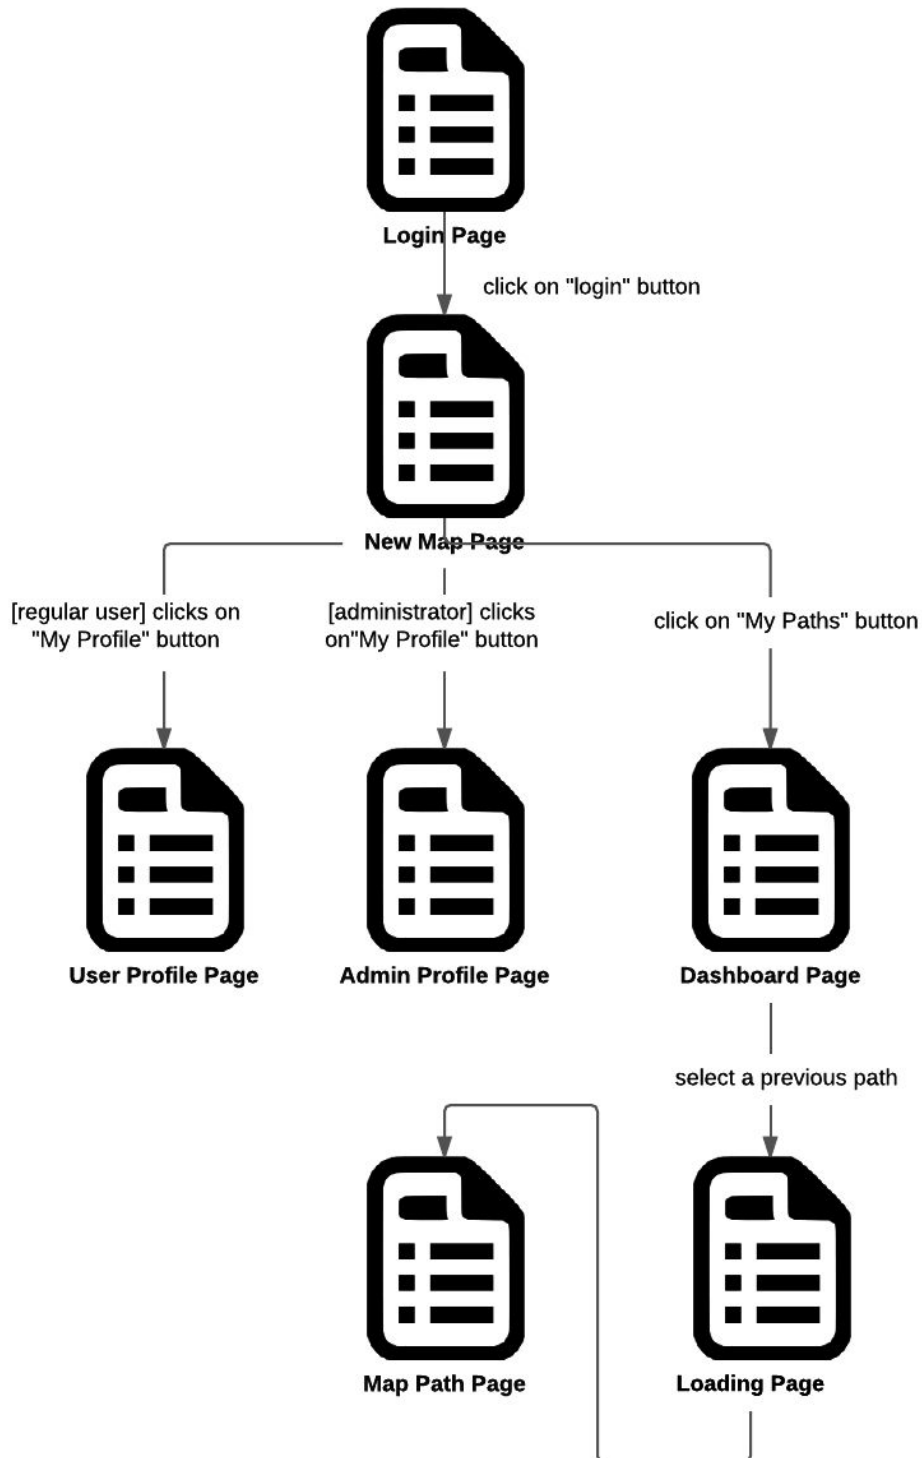 Login Page
click on "login" button
New Map Page
[regular user] clicks on
"My Profile" button
[administrator] clicks
on"My Profile" button
click on "My Paths" button
User Profile Page
Admin Profile Page
Dashboard Page
select a previous path
Map Path Page
Loading Page